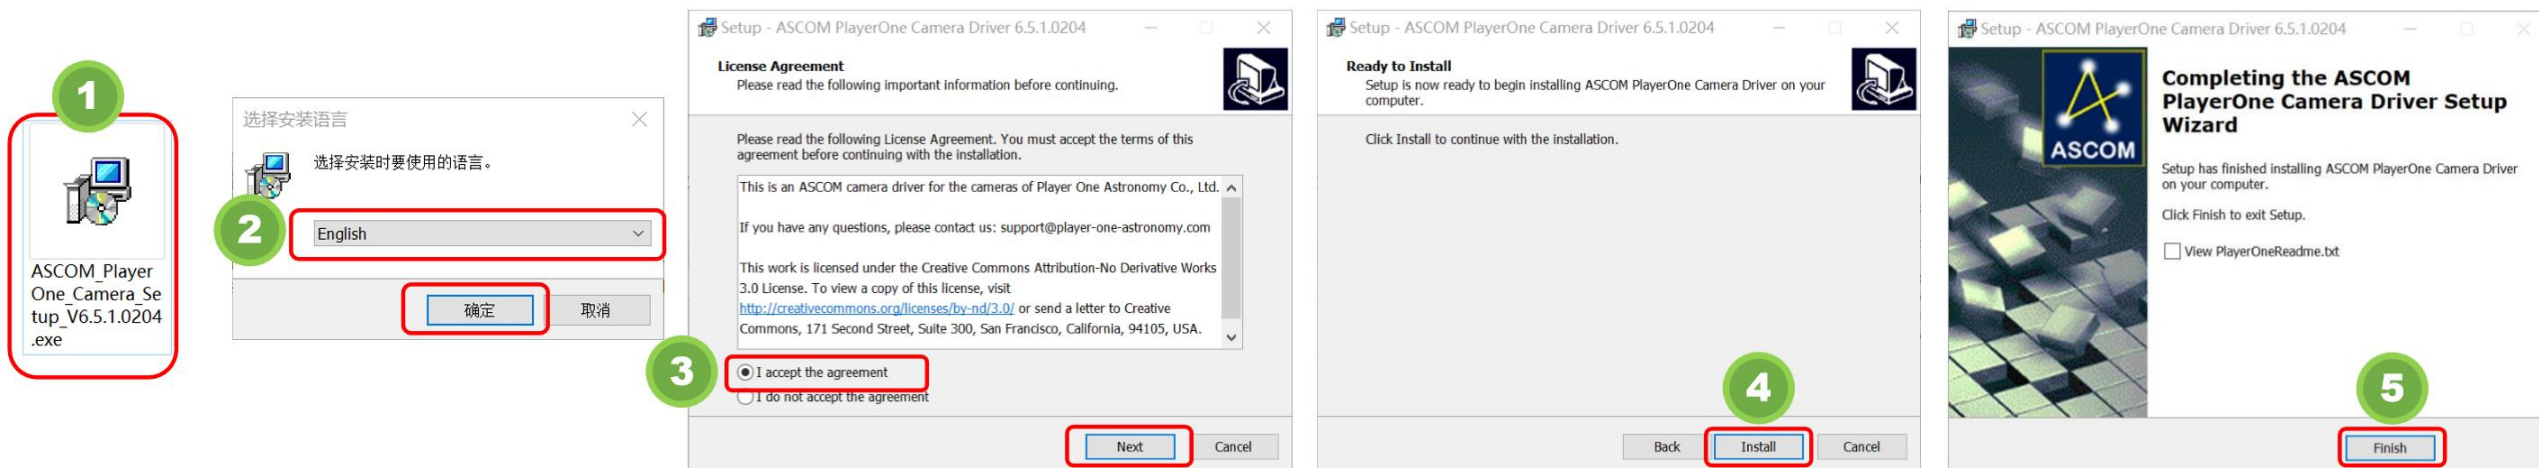 1
ASCOM_Player
One_Camera_Se
tup_V6.5.1.0204
.exe
选择安装语言
选择安装时要使用的语言。
2
English
确定
取消
Setup - ASCOM PlayerOne Camera Driver 6.5.1.0204
License Agreement
Please read the following important information before continuing.
Please read the following License Agreement. You must accept the terms of this
agreement before continuing with the installation.
This is an ASCOM camera driver for the cameras of Player One Astronomy Co., Ltd.
If you have any questions, please contact us: support@player-one-astronomy.com
This work is licensed under the Creative Commons Attribution-No Derivative Works
3.0 License. To view a copy of this license, visit
http://creativecommons.org/licenses/by-nd/3.0/ or send a letter to Creative
Commons, 171 Second Street, Suite 300, San Francisco, California, 94105, USA.
3
I accept the agreement
I do not accept the agreement
Next
Cancel
Setup - ASCOM PlayerOne Camera Driver 6.5.1.0204
Ready to Install
Setup is now ready to begin installing ASCOM PlayerOne Camera Driver on your
computer.
Click Install to continue with the installation.
4
Back
Install
Cancel
Setup - ASCOM PlayerOne Camera Driver 6.5.1.0204
ASCOM
Completing the ASCOM
PlayerOne Camera Driver Setup
Wizard
Setup has finished installing ASCOM PlayerOne Camera Driver
on your computer.
Click Finish to exit Setup.
View PlayerOneReadme.txt
5
Finish